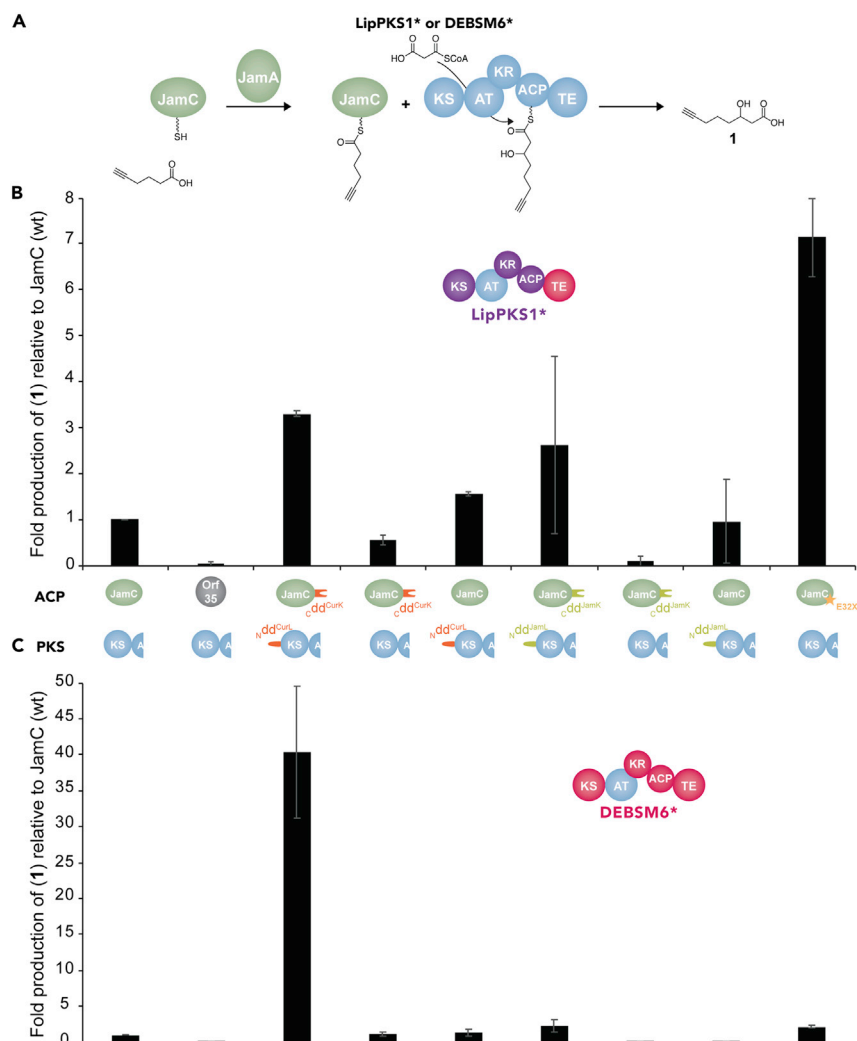 A
LipPKS1* or DEBSM6*
JamC
JamA
SH
OH
O
JamC
S
O
+
HO
O
O
SCoA
KS
AT
KR
ACP
TE
S
O
HO
OH
O
OH
1
B
Fold production of (1) relative to JamC (wt)
8
7
6
5
4
3
2
1
0
KS
AT
KR
ACP
TE
LipPKS1*
ACP
JamC
Orf
35
JamC
CddCurK
JamC
CddCurK
JamC
JamC
CddJamK
JamC
CddJamK
JamC
JamC
E32X
C
PKS
KS
A
KS
A
NddCurL
KS
A
KS
A
NddCurL
KS
A
NddJamL
KS
A
KS
A
NddJamL
KS
A
KS
A
Fold production of (1) relative to JamC (wt)
50
45
40
35
30
25
20
15
10
5
0
KS
AT
KR
ACP
TE
DEBSM6*